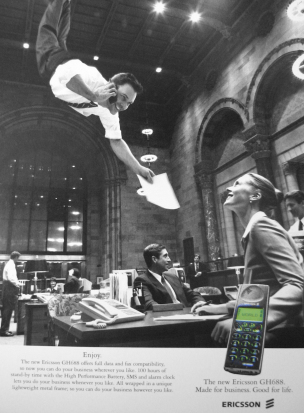 Enjoy.
The new Ericsson GH688 offers full data and fax compatibility,
so now you can do your business wherever you like. 100 hours of
stand-by time with the High Performance Battery, SMS and alarm clock
lets you do your business whenever you like. All wrapped in a unique
lightweight metal frame, so you can do your business however you like.
The new Ericsson GH688.
Made for business. Good for life.
ERICSSON